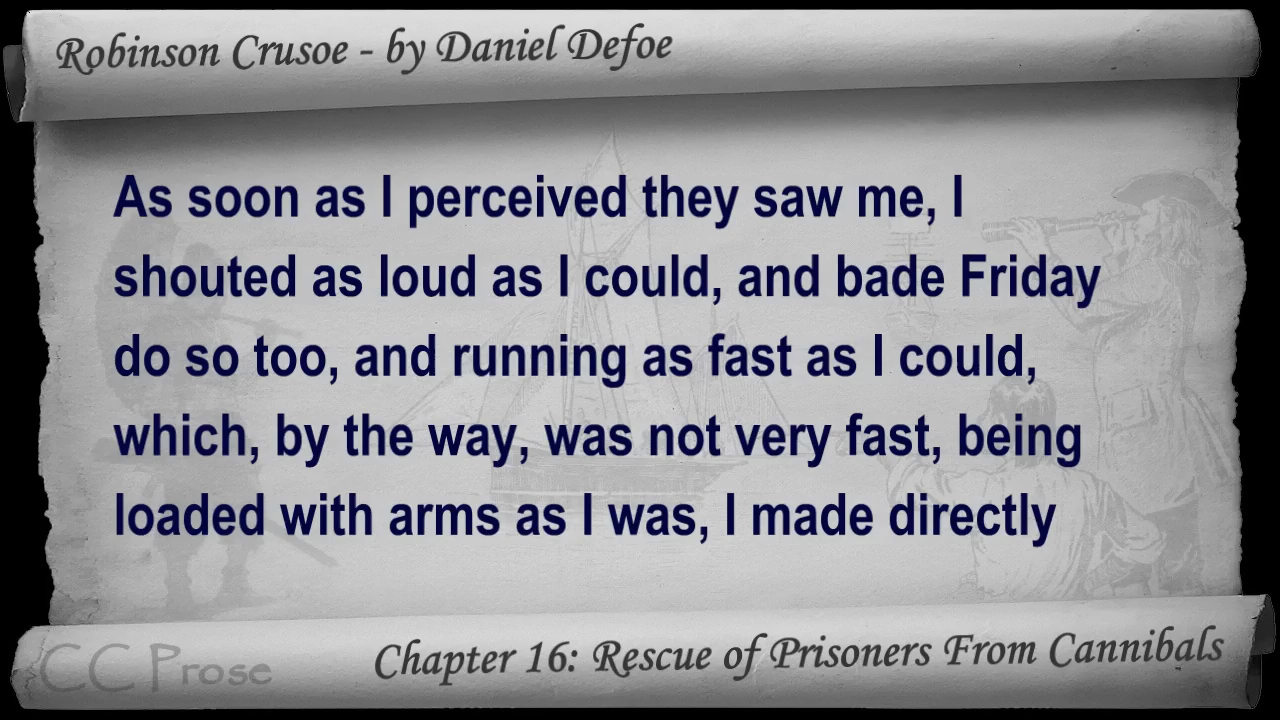 Robinson Crusoe - by Daniel Defoe
As soon as I perceived they saw me, I
shouted as loud as I could, and bade Friday
do so too, and running as fast as I could,
which, by the way, was not very fast, being
loaded with arms as I was, I made directly
CC Prose
Chapter 16: Rescue of Prisoners From Cannibals